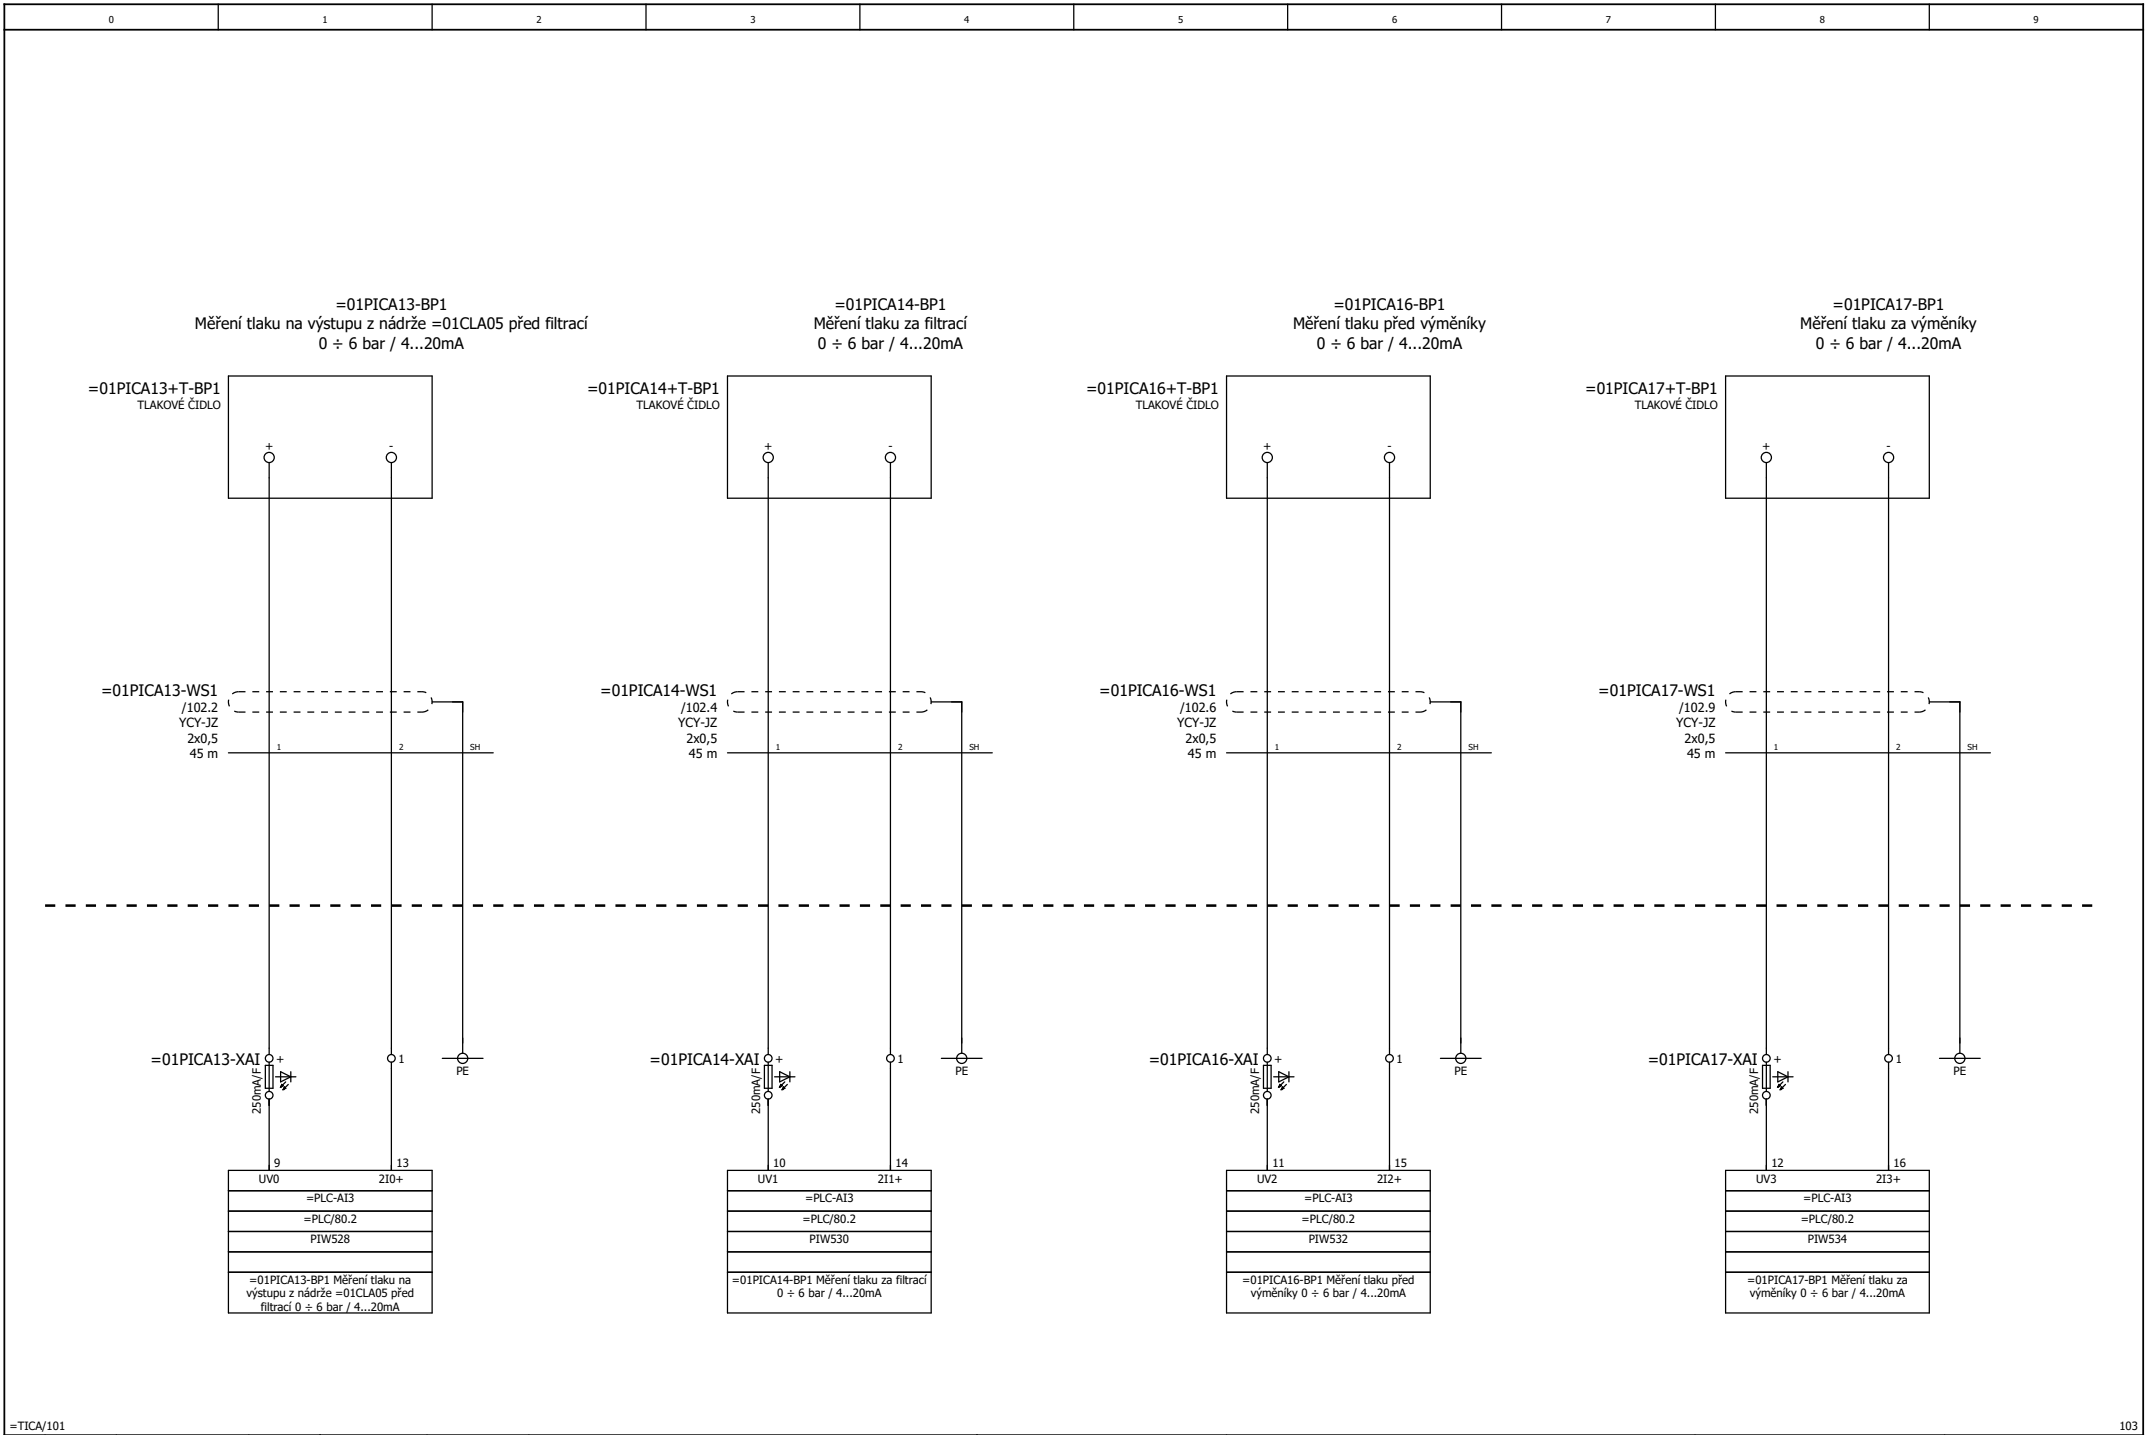 0 1 2 3 4 5 6 7 8 9
=01PICA13-BP1
Měření tlaku na výstupu z nádrže =01CLA05 před filtrací
0 ÷ 6 bar / 4...20mA
=01PICA14-BP1
Měření tlaku za filtrací
0 ÷ 6 bar / 4...20mA
=01PICA16-BP1
Měření tlaku před výměníky
0 ÷ 6 bar / 4...20mA
=01PICA17-BP1
Měření tlaku za výměníky
0 ÷ 6 bar / 4...20mA
=01PICA13+T-BP1
TLAKOVÉ ČIDLO
+ -
=01PICA14+T-BP1
TLAKOVÉ ČIDLO
+ -
=01PICA16+T-BP1
TLAKOVÉ ČIDLO
+ -
=01PICA17+T-BP1
TLAKOVÉ ČIDLO
+ -
=01PICA13-WS1
/102.2
YCY-JZ
2x0,5
45 m
1 2 SH
=01PICA14-WS1
/102.4
YCY-JZ
2x0,5
45 m
1 2 SH
=01PICA16-WS1
/102.6
YCY-JZ
2x0,5
45 m
1 2 SH
=01PICA17-WS1
/102.9
YCY-JZ
2x0,5
45 m
1 2 SH
=01PICA13-XAI + 1
PE
250mA/F
=01PICA14-XAI + 1
PE
250mA/F
=01PICA16-XAI + 1
PE
250mA/F
=01PICA17-XAI + 1
PE
250mA/F
9 13
UV0 2I0+
=PLC-AI3
=PLC/80.2
PIW528
=01PICA13-BP1 Měření tlaku na
výstupu z nádrže =01CLA05 před
filtrací 0 ÷ 6 bar / 4...20mA
10 14
UV1 2I1+
=PLC-AI3
=PLC/80.2
PIW530
=01PICA14-BP1 Měření tlaku za filtrací
0 ÷ 6 bar / 4...20mA
11 15
UV2 2I2+
=PLC-AI3
=PLC/80.2
PIW532
=01PICA16-BP1 Měření tlaku před
výměníky 0 ÷ 6 bar / 4...20mA
12 16
UV3 2I3+
=PLC-AI3
=PLC/80.2
PIW534
=01PICA17-BP1 Měření tlaku za
výměníky 0 ÷ 6 bar / 4...20mA
=TICA/101
103